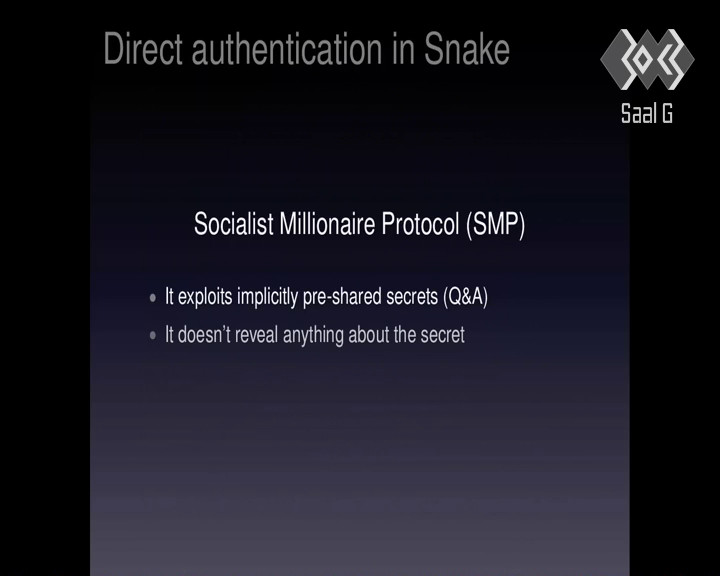 Direct authentication in Snake
Saal G
Socialist Millionaire Protocol (SMP)
It exploits implicitly pre-shared secrets (Q&A)
It doesn't reveal anything about the secret